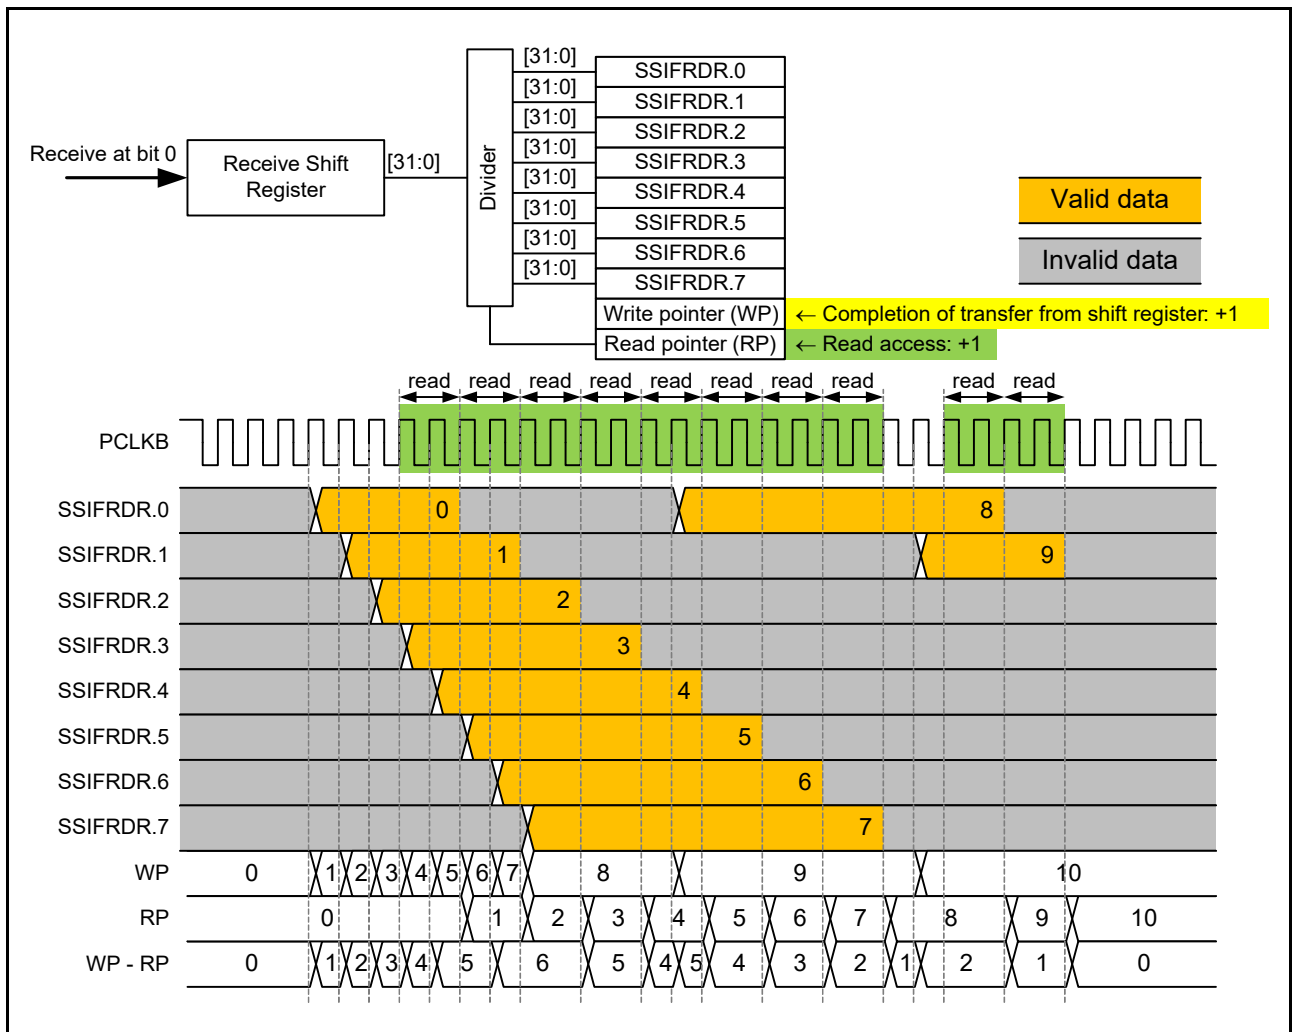 [31:0]
SSIFRDR.0
[31:0]
SSIFRDR.1
[31:0]
SSIFRDR.2
[31:0]
SSIFRDR.3
[31:0]
SSIFRDR.4
[31:0]
SSIFRDR.5
[31:0]
SSIFRDR.6
[31:0]
SSIFRDR.7
Receive at bit 0
Receive Shift
Register
[31:0]
Divider
Valid data
Invalid data
Write pointer (WP) ← Completion of transfer from shift register: +1
Read pointer (RP) ← Read access: +1
read read read read read read read read read read
PCLKB
SSIFRDR.0 0 8
SSIFRDR.1 1 9
SSIFRDR.2 2
SSIFRDR.3 3
SSIFRDR.4 4
SSIFRDR.5 5
SSIFRDR.6 6
SSIFRDR.7 7
WP 0 1 2 3 4 5 6 7 8 9 10
RP 0 1 2 3 4 5 6 7 8 9 10
WP - RP 0 1 2 3 4 5 6 5 4 5 4 3 2 1 2 1 0